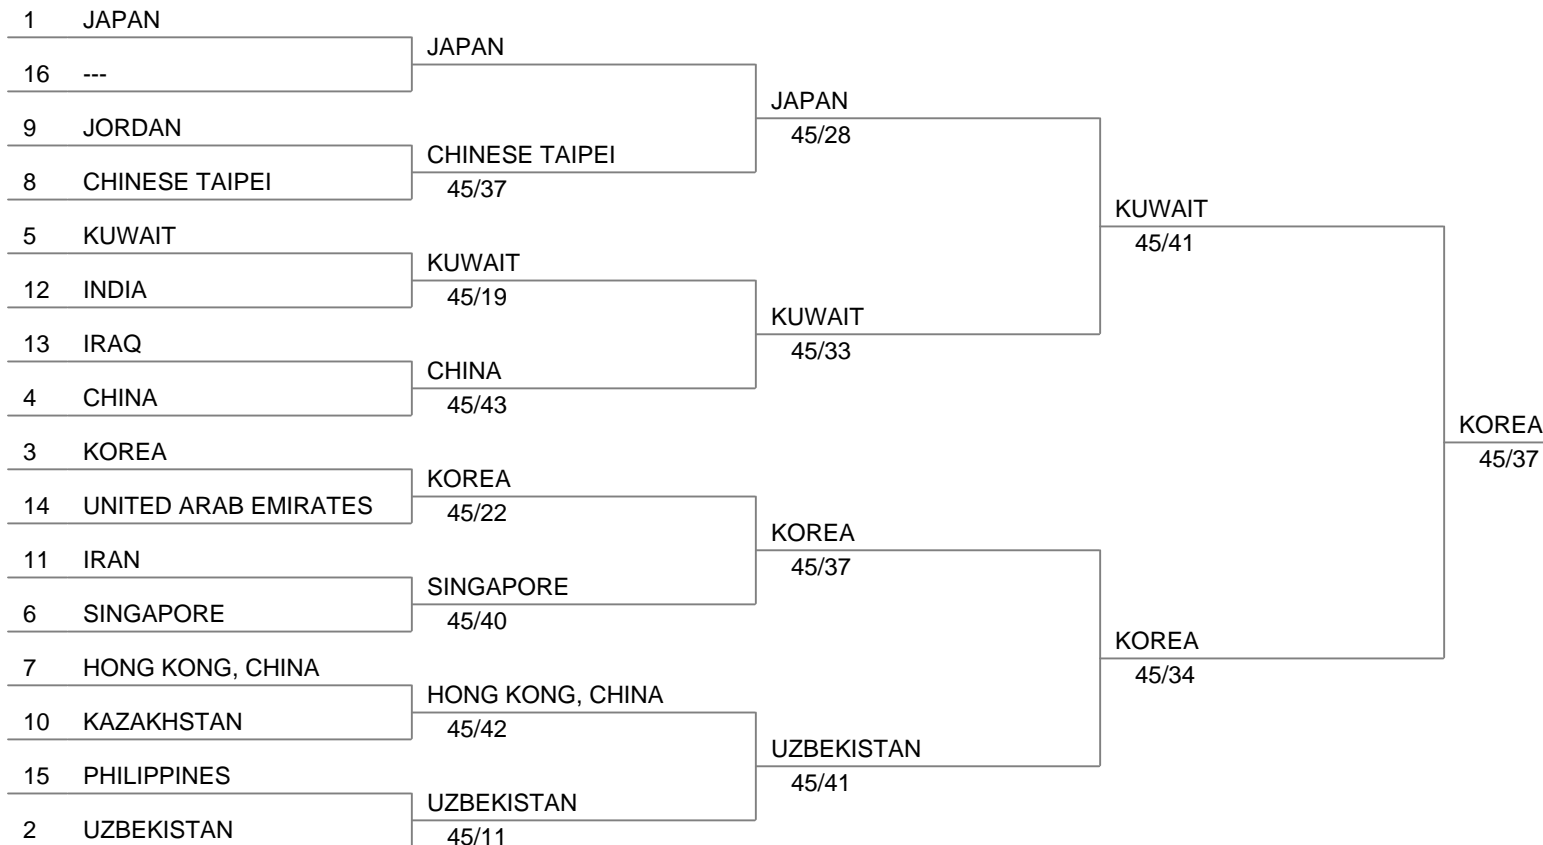 1 JAPAN
JAPAN
16 ---
JAPAN
45/28
9 JORDAN
CHINESE TAIPEI
45/37
8 CHINESE TAIPEI
KUWAIT
45/41
5 KUWAIT
KUWAIT
45/19
12 INDIA
KUWAIT
45/33
13 IRAQ
CHINA
45/43
4 CHINA
KOREA
45/37
3 KOREA
KOREA
45/22
14 UNITED ARAB EMIRATES
KOREA
45/37
11 IRAN
SINGAPORE
45/40
6 SINGAPORE
KOREA
45/34
7 HONG KONG, CHINA
HONG KONG, CHINA
45/42
10 KAZAKHSTAN
UZBEKISTAN
45/41
15 PHILIPPINES
UZBEKISTAN
45/11
2 UZBEKISTAN